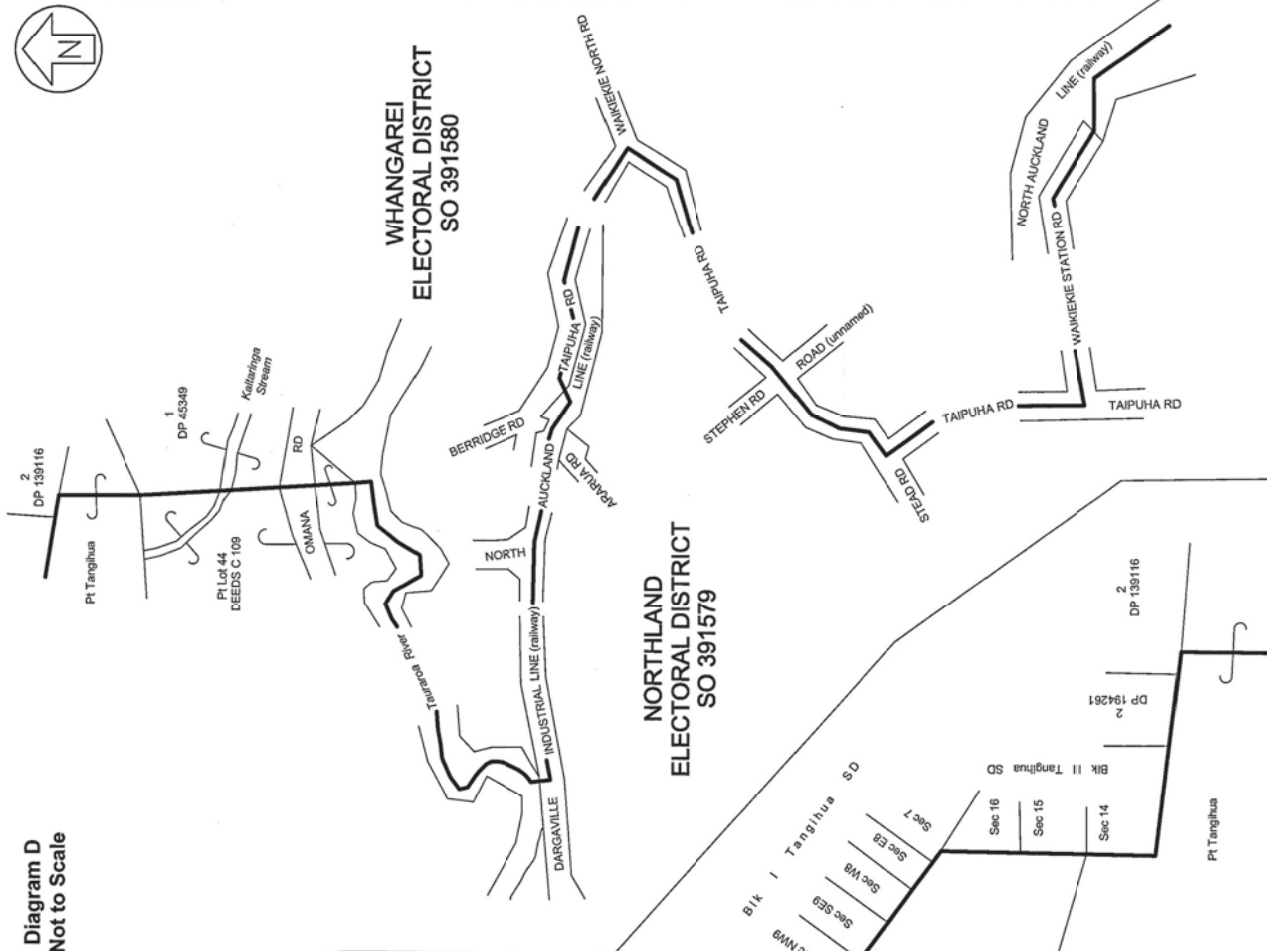 N
Diagram D
Not to Scale
WHANGAREI
ELECTORAL DISTRICT
SO 391580
WAIKIEKIE NORTH RD
2
DP 139116
Pt Tangihua
1
DP 45349
Kaitaringa
Stream
Pt Lot 44
DEEDS C 109
OMANA
RD
Tauraroa River
BERRIDGE RD
TAIPUHA
RD
LINE (railway)
AUCKLAND
ARARUA RD
NORTH
INDUSTRIAL LINE (railway)
DARGAVILLE
TAIPUHA RD
STEPHEN RD
ROAD (unnamed)
STEAD RD
TAIPUHA RD
TAIPUHA RD
WAIKIEKIE STATION RD
NORTH AUCKLAND
LINE (railway)
NORTHLAND
ELECTORAL DISTRICT
SO 391579
Blk I Tangihua SD
Sec 7
Sec E8
Sec W8
Sec SE9
NW9
Sec 16
Sec 15
Sec 14
Blk II Tangihua SD
2
DP 194261
2
DP 139116
Pt Tangihua